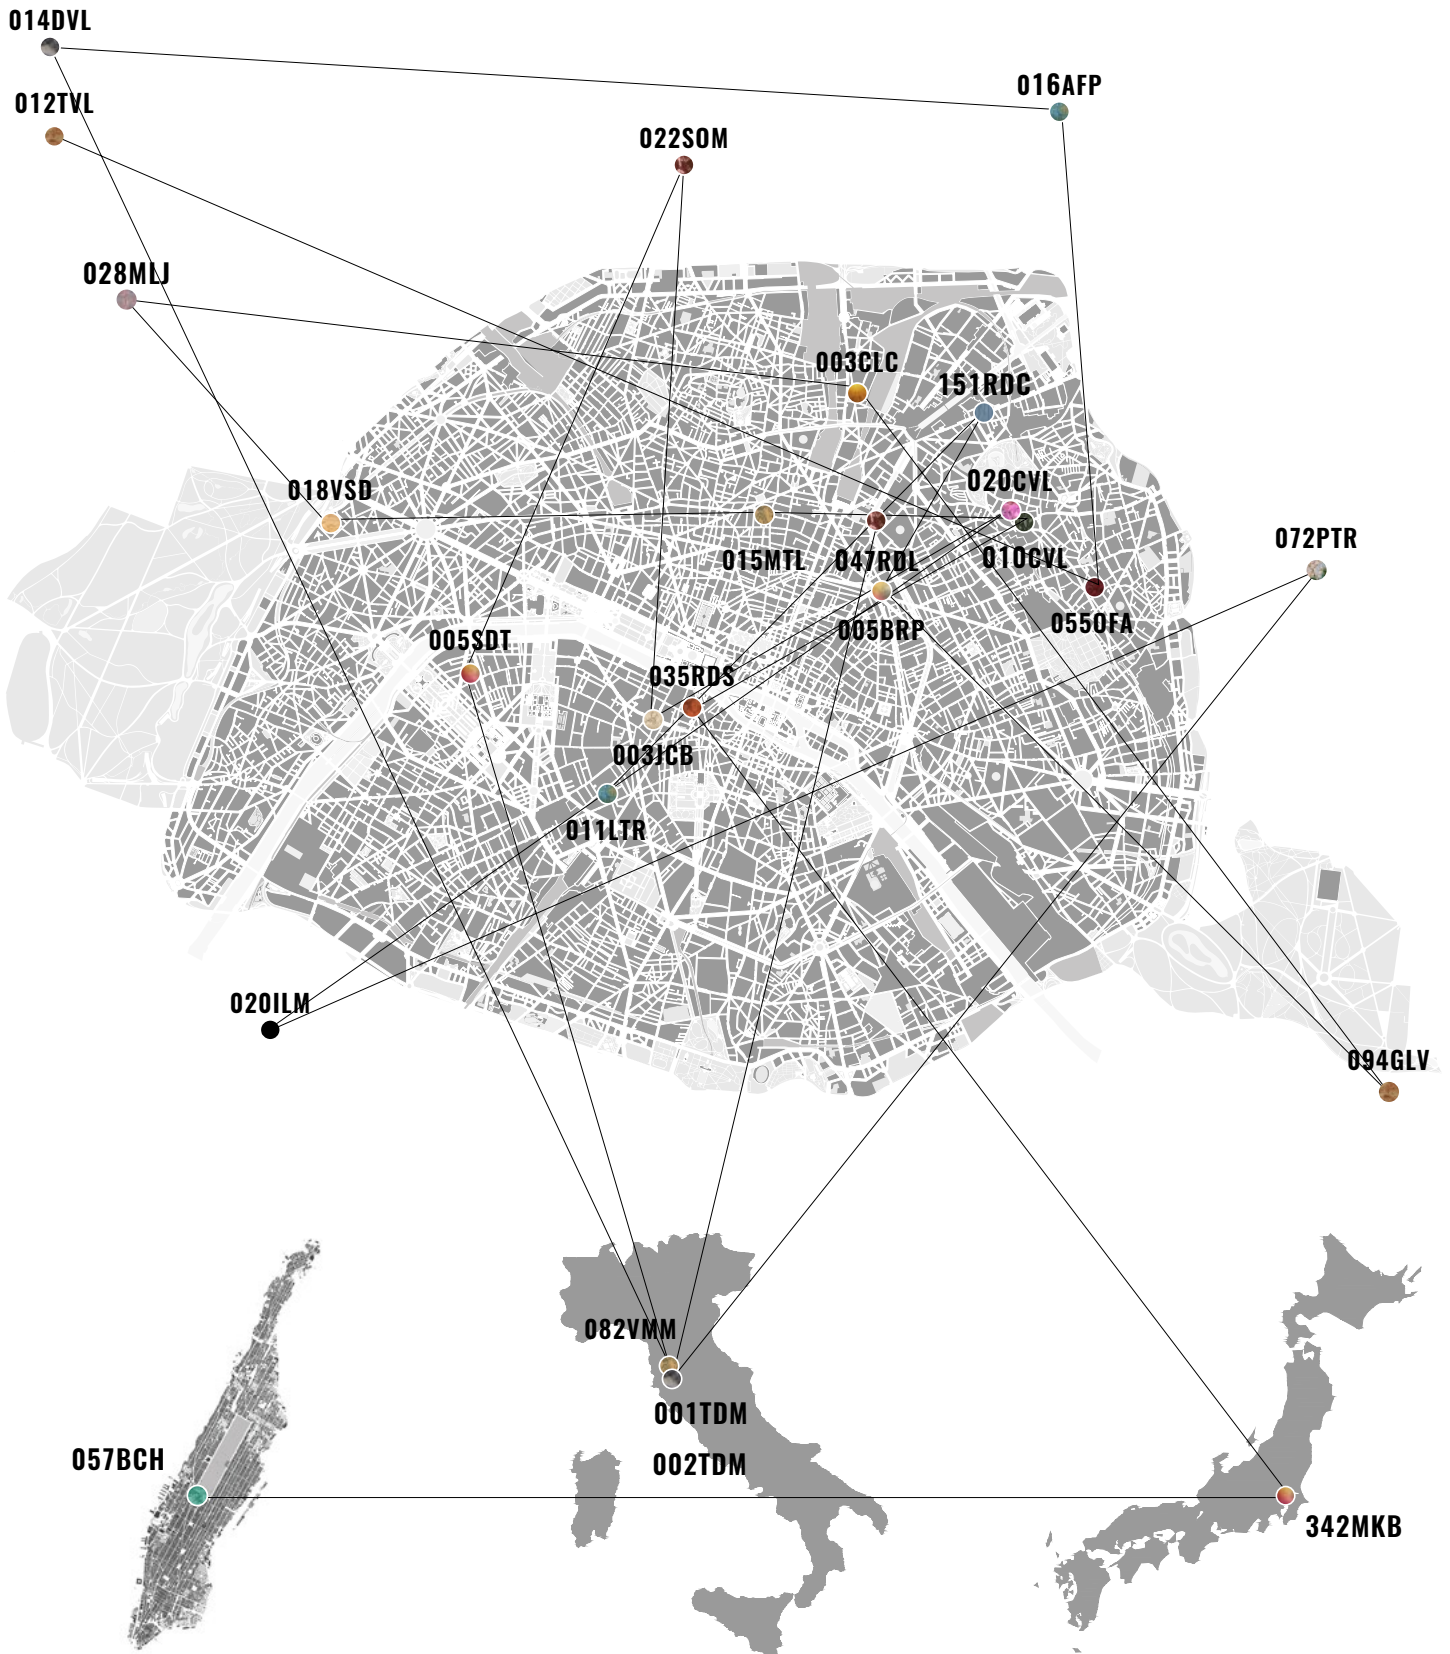 014DVL
016AFP
012TVL
022SOM
028MLJ
003CLC
151RDC
020CVL
018VSD
072PTR
015MTL
047RDL
010CVL
055OFA
005BRP
005SDT
035RDS
003JCB
011LTR
020ILM
094GLV
082VMM
001TDM
057BCH
002TDM
342MKB